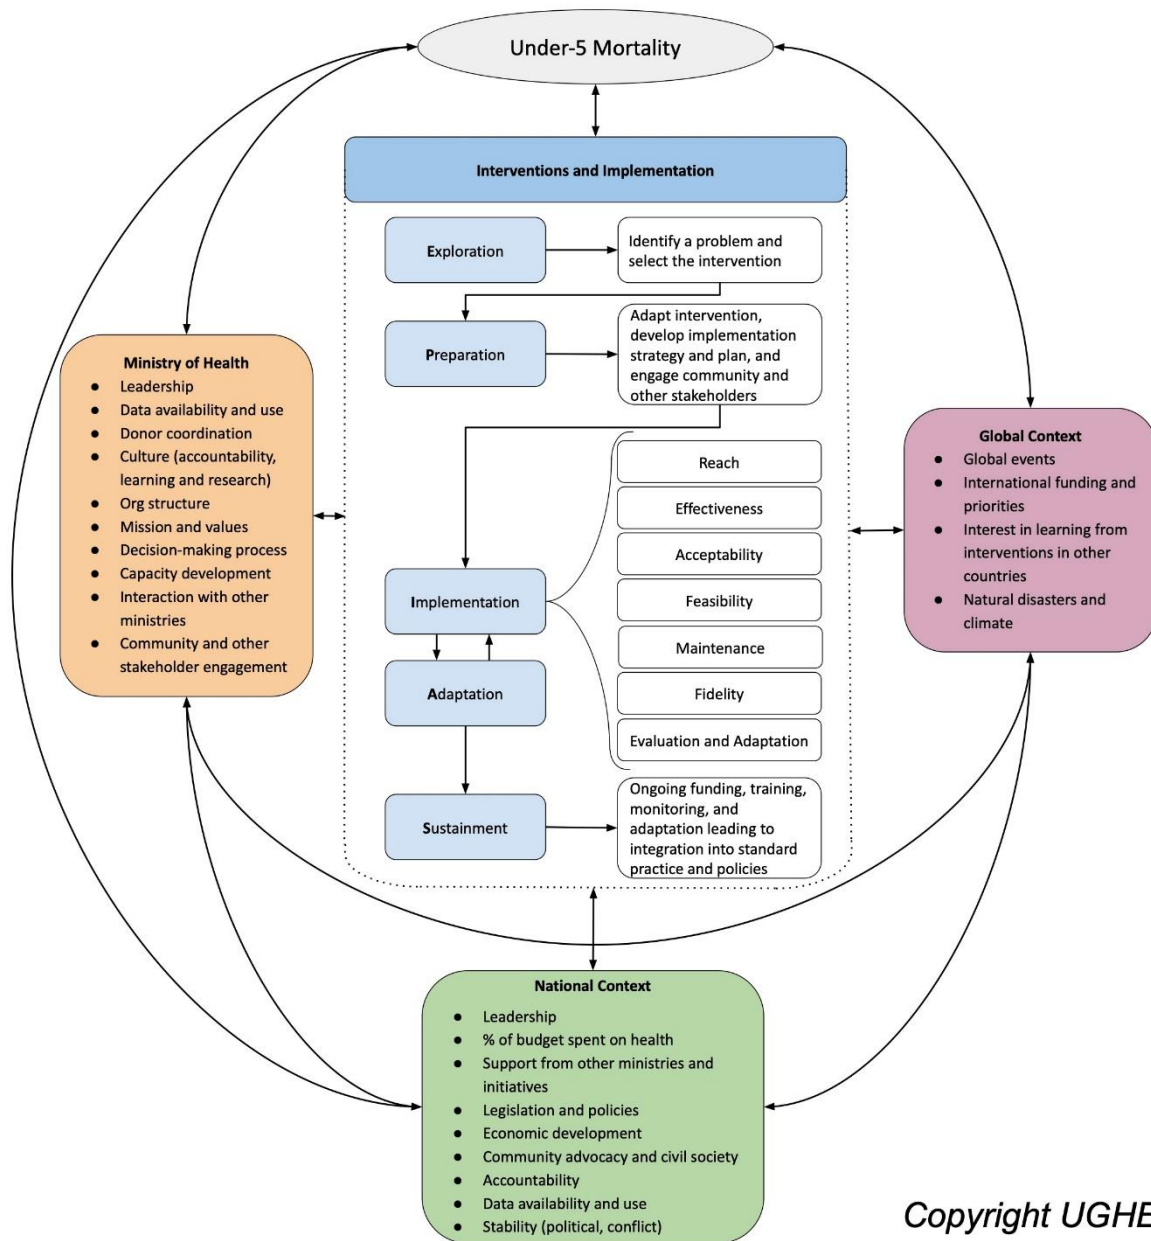 Under-5 Mortality
Interventions and Implementation
Exploration
Identify a problem and
select the intervention
Preparation
Adapt intervention,
develop implementation
strategy and plan, and
engage community and
other stakeholders
Ministry of Health
● Leadership
● Data availability and use
● Donor coordination
● Culture (accountability,
learning and research)
● Org structure
● Mission and values
● Decision-making process
● Capacity development
● Interaction with other
ministries
● Community and other
stakeholder engagement
Implementation
Reach
Effectiveness
Acceptability
Feasibility
Maintenance
Fidelity
Evaluation and Adaptation
Adaptation
Sustainment
Ongoing funding, training,
monitoring, and
adaptation leading to
integration into standard
practice and policies
Global Context
● Global events
● International funding and
priorities
● Interest in learning from
interventions in other
countries
● Natural disasters and
climate
National Context
● Leadership
● % of budget spent on health
● Support from other ministries and
initiatives
● Legislation and policies
● Economic development
● Community advocacy and civil society
● Accountability
● Data availability and use
● Stability (political, conflict)
Copyright UGHE